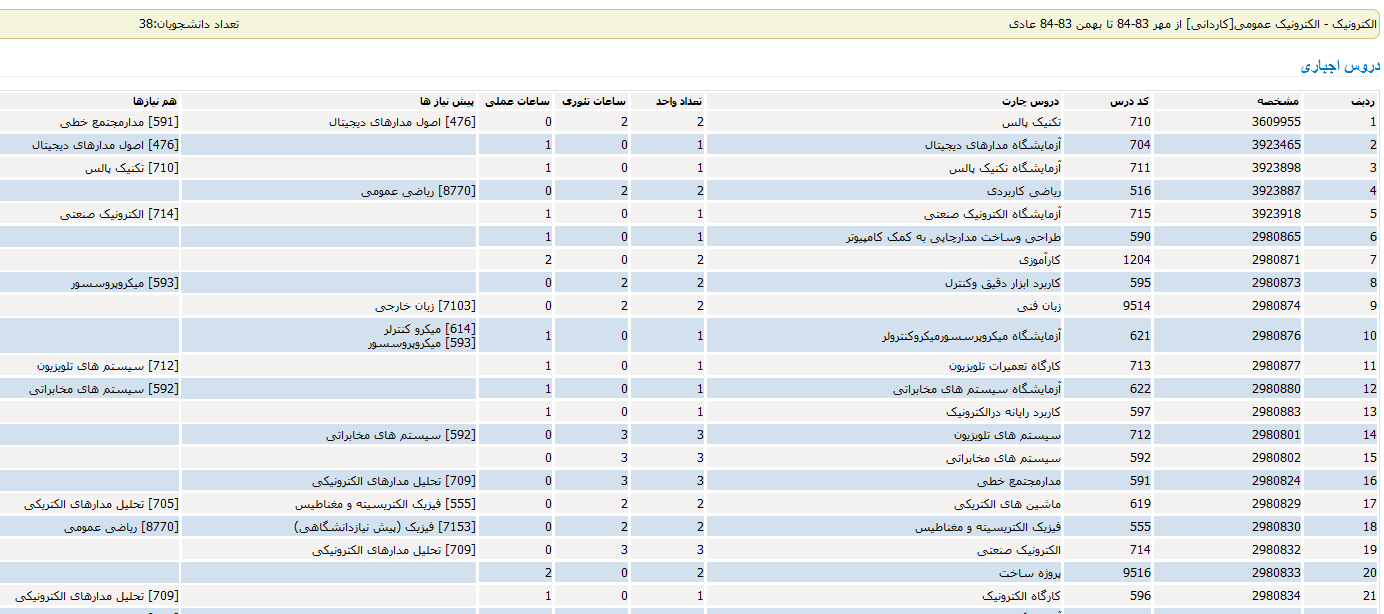 الکترونیک - الکترونیک عمومی[کاردانی] از مهر 83-84 تا بهمن 83-84 عادی تعداد دانشجویان:38
دروس اجباری
ردیف مشخصه کد درس دروس چارت تعداد واحد ساعات تئوری ساعات عملی پیش نیاز ها هم نیازها
1 3609955 710 تکنیک پالس 2 2 0 [476] اصول مدارهای دیجیتال [591] مدارمجتمع خطی
2 3923465 704 آزمایشگاه مدارهای دیجیتال 1 0 1 [476] اصول مدارهای دیجیتال
3 3923898 711 آزمایشگاه تکنیک پالس 1 0 1 [710] تکنیک پالس
4 3923887 516 ریاضی کاربردی 2 2 0 [8770] ریاضی عمومی
5 3923918 715 آزمایشگاه الکترونیک صنعتی 1 0 1 [714] الکترونیک صنعتی
6 2980865 590 طراحی وساخت مدارچاپی به کمک کامپیوتر 1 0 1
7 2980871 1204 کارآموزی 2 0 2
8 2980873 595 کاربرد ابزار دقیق وکنترل 2 2 0 [593] میکروپروسسور
9 2980874 9514 زبان فنی 2 2 0 [7103] زبان خارجی
10 2980876 621 آزمایشگاه میکروپرسسورمیکروکنترولر 1 0 1 [614] میکرو کنترلر
[593] میکروپروسسور
11 2980877 713 کارگاه تعمیرات تلویزیون 1 0 1 [712] سیستم های تلویزیون
12 2980880 622 آزمایشگاه سیستم های مخابراتی 1 0 1 [592] سیستم های مخابراتی
13 2980883 597 کاربرد رایانه درالکترونیک 1 0 1
14 2980801 712 سیستم های تلویزیون 3 3 0 [592] سیستم های مخابراتی
15 2980802 592 سیستم های مخابراتی 3 3 0
16 2980824 591 مدارمجتمع خطی 3 3 0 [709] تحلیل مدارهای الکترونیکی
17 2980829 619 ماشین های الکتریکی 2 2 0 [555] فیزیک الکتریسیته و مغناطیس [705] تحلیل مدارهای الکتریکی
18 2980830 555 فیزیک الکتریسیته و مغناطیس 2 2 0 [7153] فیزیک (پیش نیازدانشگاهی) [8770] ریاضی عمومی
19 2980832 714 الکترونیک صنعتی 3 3 0 [709] تحلیل مدارهای الکترونیکی
20 2980833 9516 پروژه ساخت 2 0 2
21 2980834 596 کارگاه الکترونیک 1 0 1 [709] تحلیل مدارهای الکترونیکی